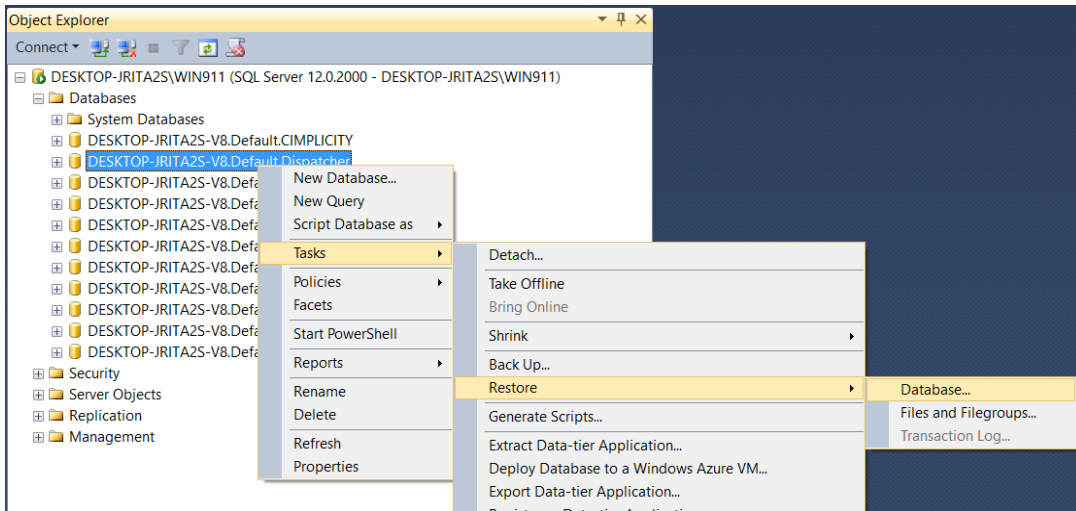 Object Explorer
Connect
DESKTOP-JRITA2S\WIN911 (SQL Server 12.0.2000 - DESKTOP-JRITA2S\WIN911)
Databases
System Databases
DESKTOP-JRITA2S-V8.Default.CIMPLICITY
DESKTOP-JRITA2S-V8.Default.Dispatcher
DESKTOP-JRITA2S-V8.Defa
DESKTOP-JRITA2S-V8.Defa
DESKTOP-JRITA2S-V8.Defa
DESKTOP-JRITA2S-V8.Defa
DESKTOP-JRITA2S-V8.Defa
DESKTOP-JRITA2S-V8.Defa
DESKTOP-JRITA2S-V8.Defa
DESKTOP-JRITA2S-V8.Defa
DESKTOP-JRITA2S-V8.Defa
Security
Server Objects
Replication
Management
New Database...
New Query
Script Database as
Tasks
Policies
Facets
Start PowerShell
Reports
Rename
Delete
Refresh
Properties
Detach...
Take Offline
Bring Online
Shrink
Back Up...
Restore
Generate Scripts...
Extract Data-tier Application...
Deploy Database to a Windows Azure VM...
Export Data-tier Application...
Database...
Files and Filegroups...
Transaction Log...